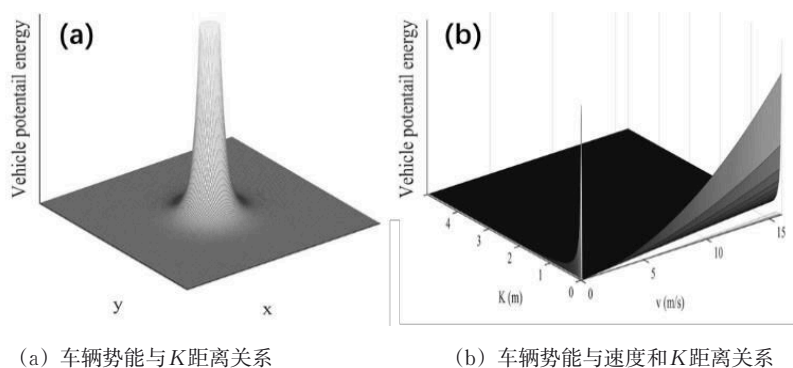 (a)
Vehicle potentail energy
y
x
(b)
Vehicle potentail energy
4
3
2
1
0
K (m)
0
5
10
15
v (m/s)
(a) 车辆势能与K距离关系
(b) 车辆势能与速度和K距离关系